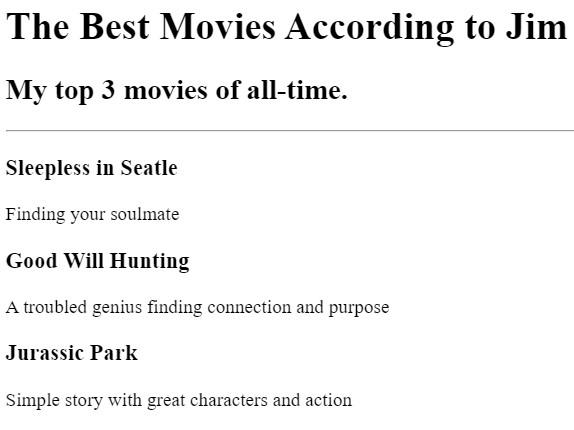 The Best Movies According to Jim
My top 3 movies of all-time.
Sleepless in Seatle
Finding your soulmate
Good Will Hunting
A troubled genius finding connection and purpose
Jurassic Park
Simple story with great characters and action